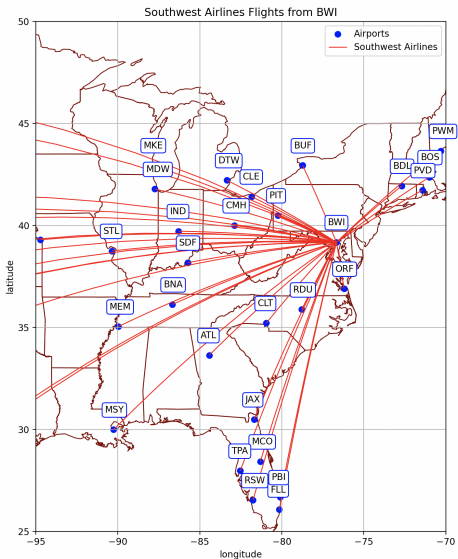 Southwest Airlines Flights from BWI
Airports
Southwest Airlines
50
45
40
35
30
25
−95
−90
−85
−80
−75
−70
latitude
longitude
PWM
MKE
BUF
BOS
DTW
MDW
BDL
PVD
CLE
PIT
CMH
IND
BWI
STL
SDF
ORF
BNA
RDU
MEM
CLT
ATL
JAX
MSY
MCO
TPA
RSW
PBI
FLL